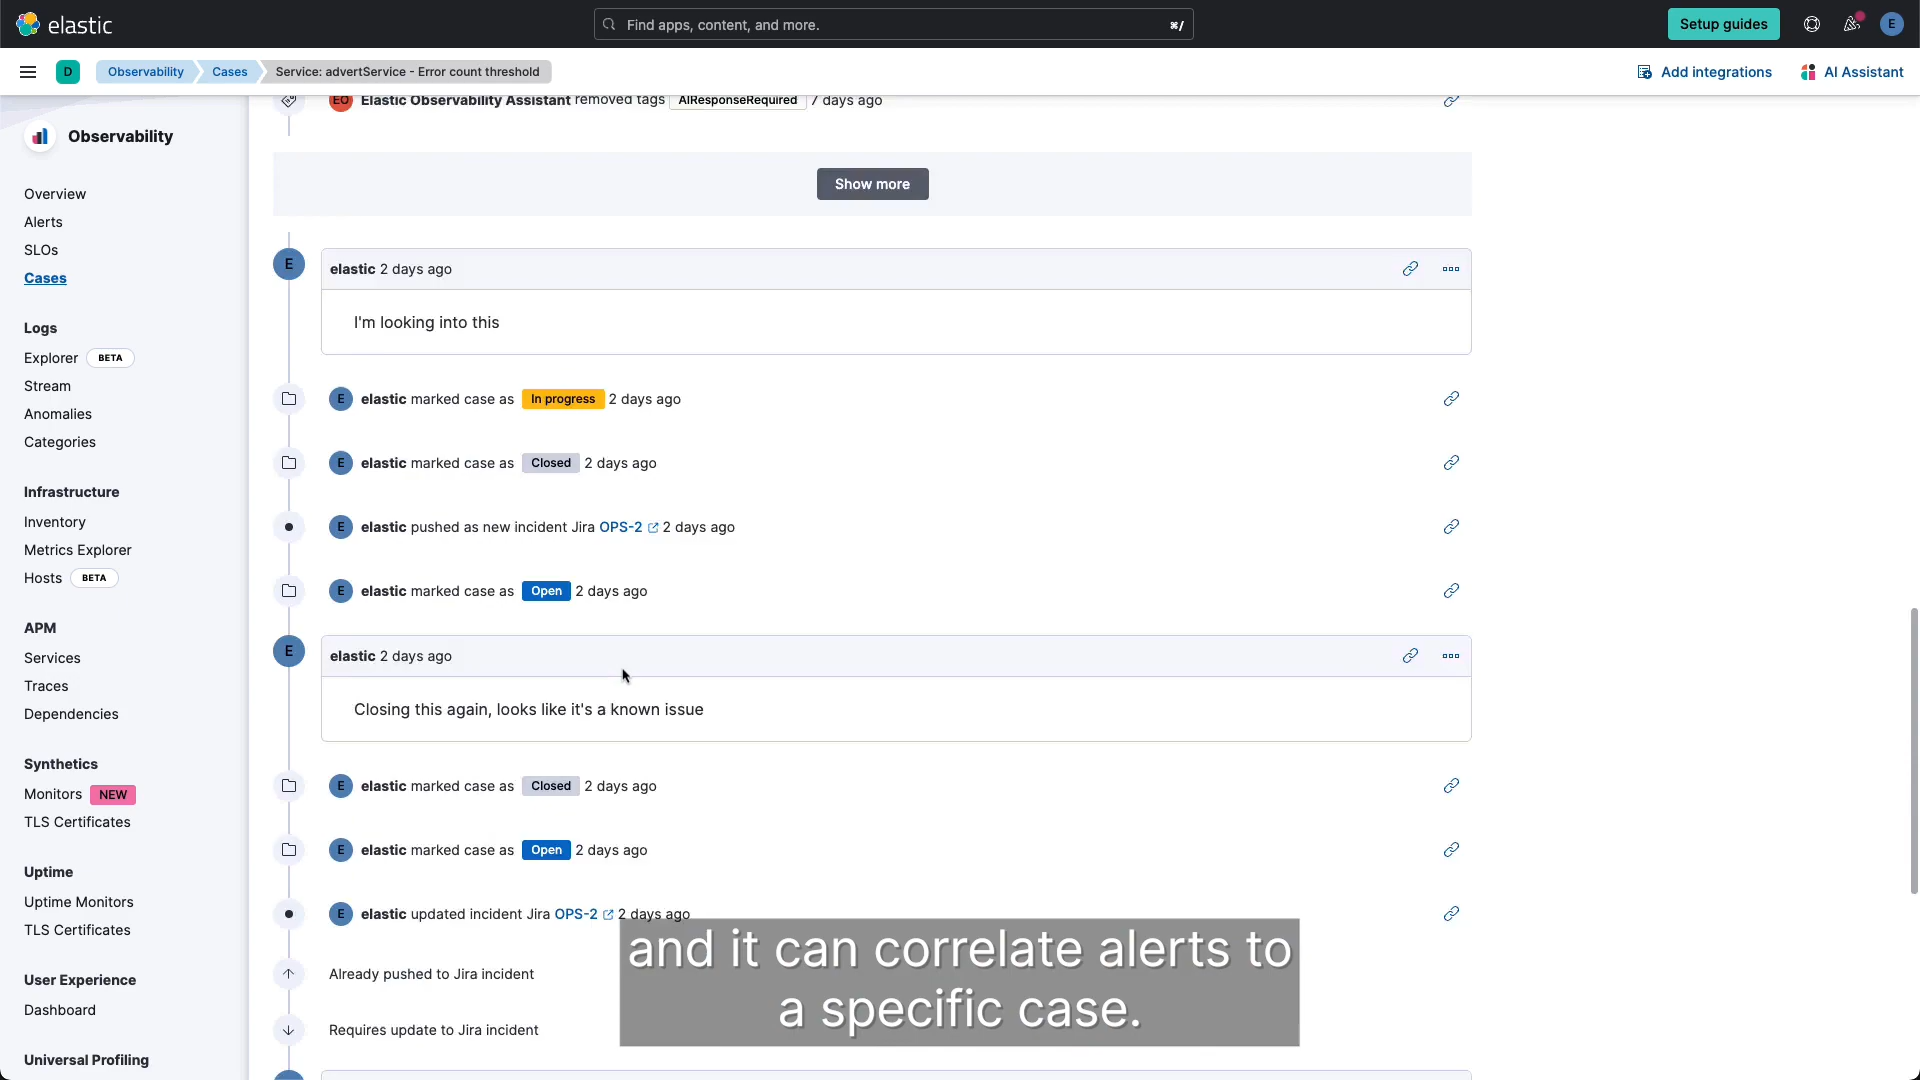 elastic
Find apps, content, and more.
⌘/
Setup guides
E
D
Observability
Cases
Service: advertService - Error count threshold
Add integrations
AI Assistant
Observability
Overview
Alerts
SLOs
Cases
Logs
Explorer BETA
Stream
Anomalies
Categories
Infrastructure
Inventory
Metrics Explorer
Hosts BETA
APM
Services
Traces
Dependencies
Synthetics
Monitors NEW
TLS Certificates
Uptime
Uptime Monitors
TLS Certificates
User Experience
Dashboard
Universal Profiling
EO Elastic Observability Assistant removed tags AIResponseRequired 7 days ago
Show more
E
elastic 2 days ago
I'm looking into this
E elastic marked case as In progress 2 days ago
E elastic marked case as Closed 2 days ago
E elastic pushed as new incident Jira OPS-2 2 days ago
E elastic marked case as Open 2 days ago
E
elastic 2 days ago
Closing this again, looks like it's a known issue
E elastic marked case as Closed 2 days ago
E elastic marked case as Open 2 days ago
E elastic updated incident Jira OPS-2 2 days ago
Already pushed to Jira incident
Requires update to Jira incident
and it can correlate alerts to
a specific case.